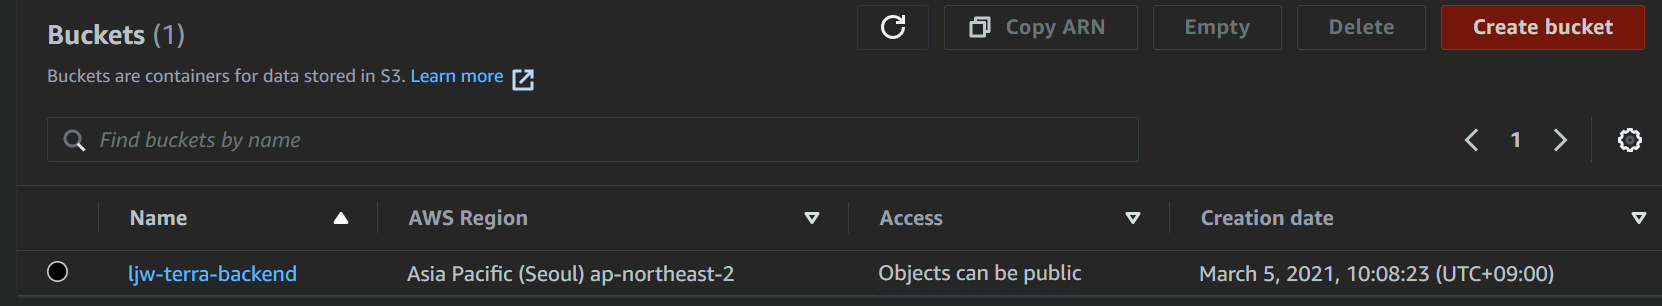 Buckets (1)
Copy ARN
Empty
Delete
Create bucket
Buckets are containers for data stored in S3. Learn more
Find buckets by name
1
Name
AWS Region
Access
Creation date
ljw-terra-backend
Asia Pacific (Seoul) ap-northeast-2
Objects can be public
March 5, 2021, 10:08:23 (UTC+09:00)